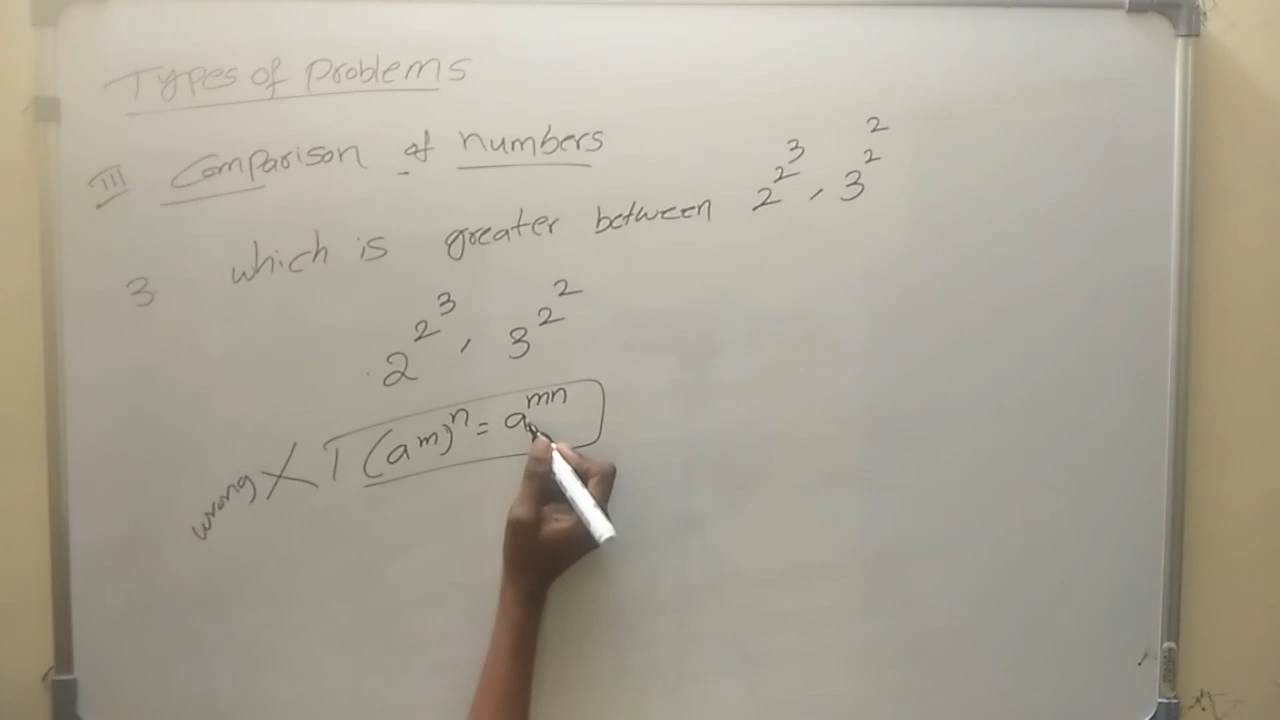 Types of Problems
III Comparison of numbers
3 which is greater between 2^2^3 , 3^2^2
2^2^3 , 3^2^2
wrong X (a^m)^n = a^mn